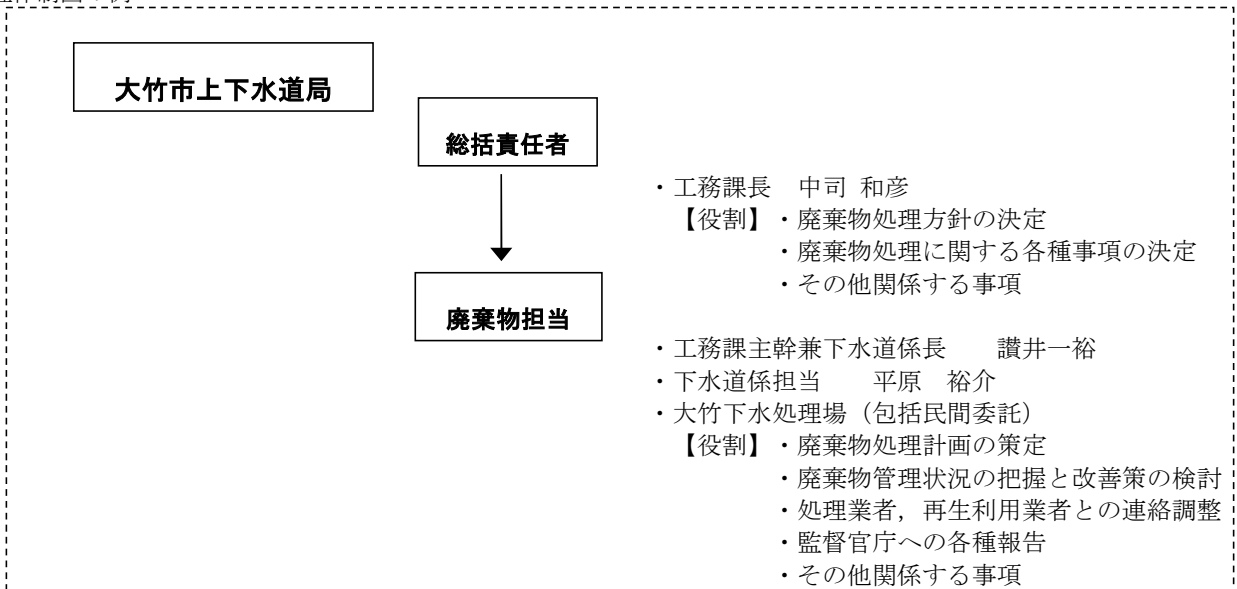 大竹市上下水道局
総括責任者
・工務課長 中司 和彦
【役割】・廃棄物処理方針の決定
・廃棄物処理に関する各種事項の決定
・その他関係する事項
廃棄物担当
・工務課主幹兼下水道係長 讃井一裕
・下水道係担当 平原 裕介
・大竹下水処理場（包括民間委託）
【役割】・廃棄物処理計画の策定
・廃棄物管理状況の把握と改善策の検討
・処理業者，再生利用業者との連絡調整
・監督官庁への各種報告
・その他関係する事項